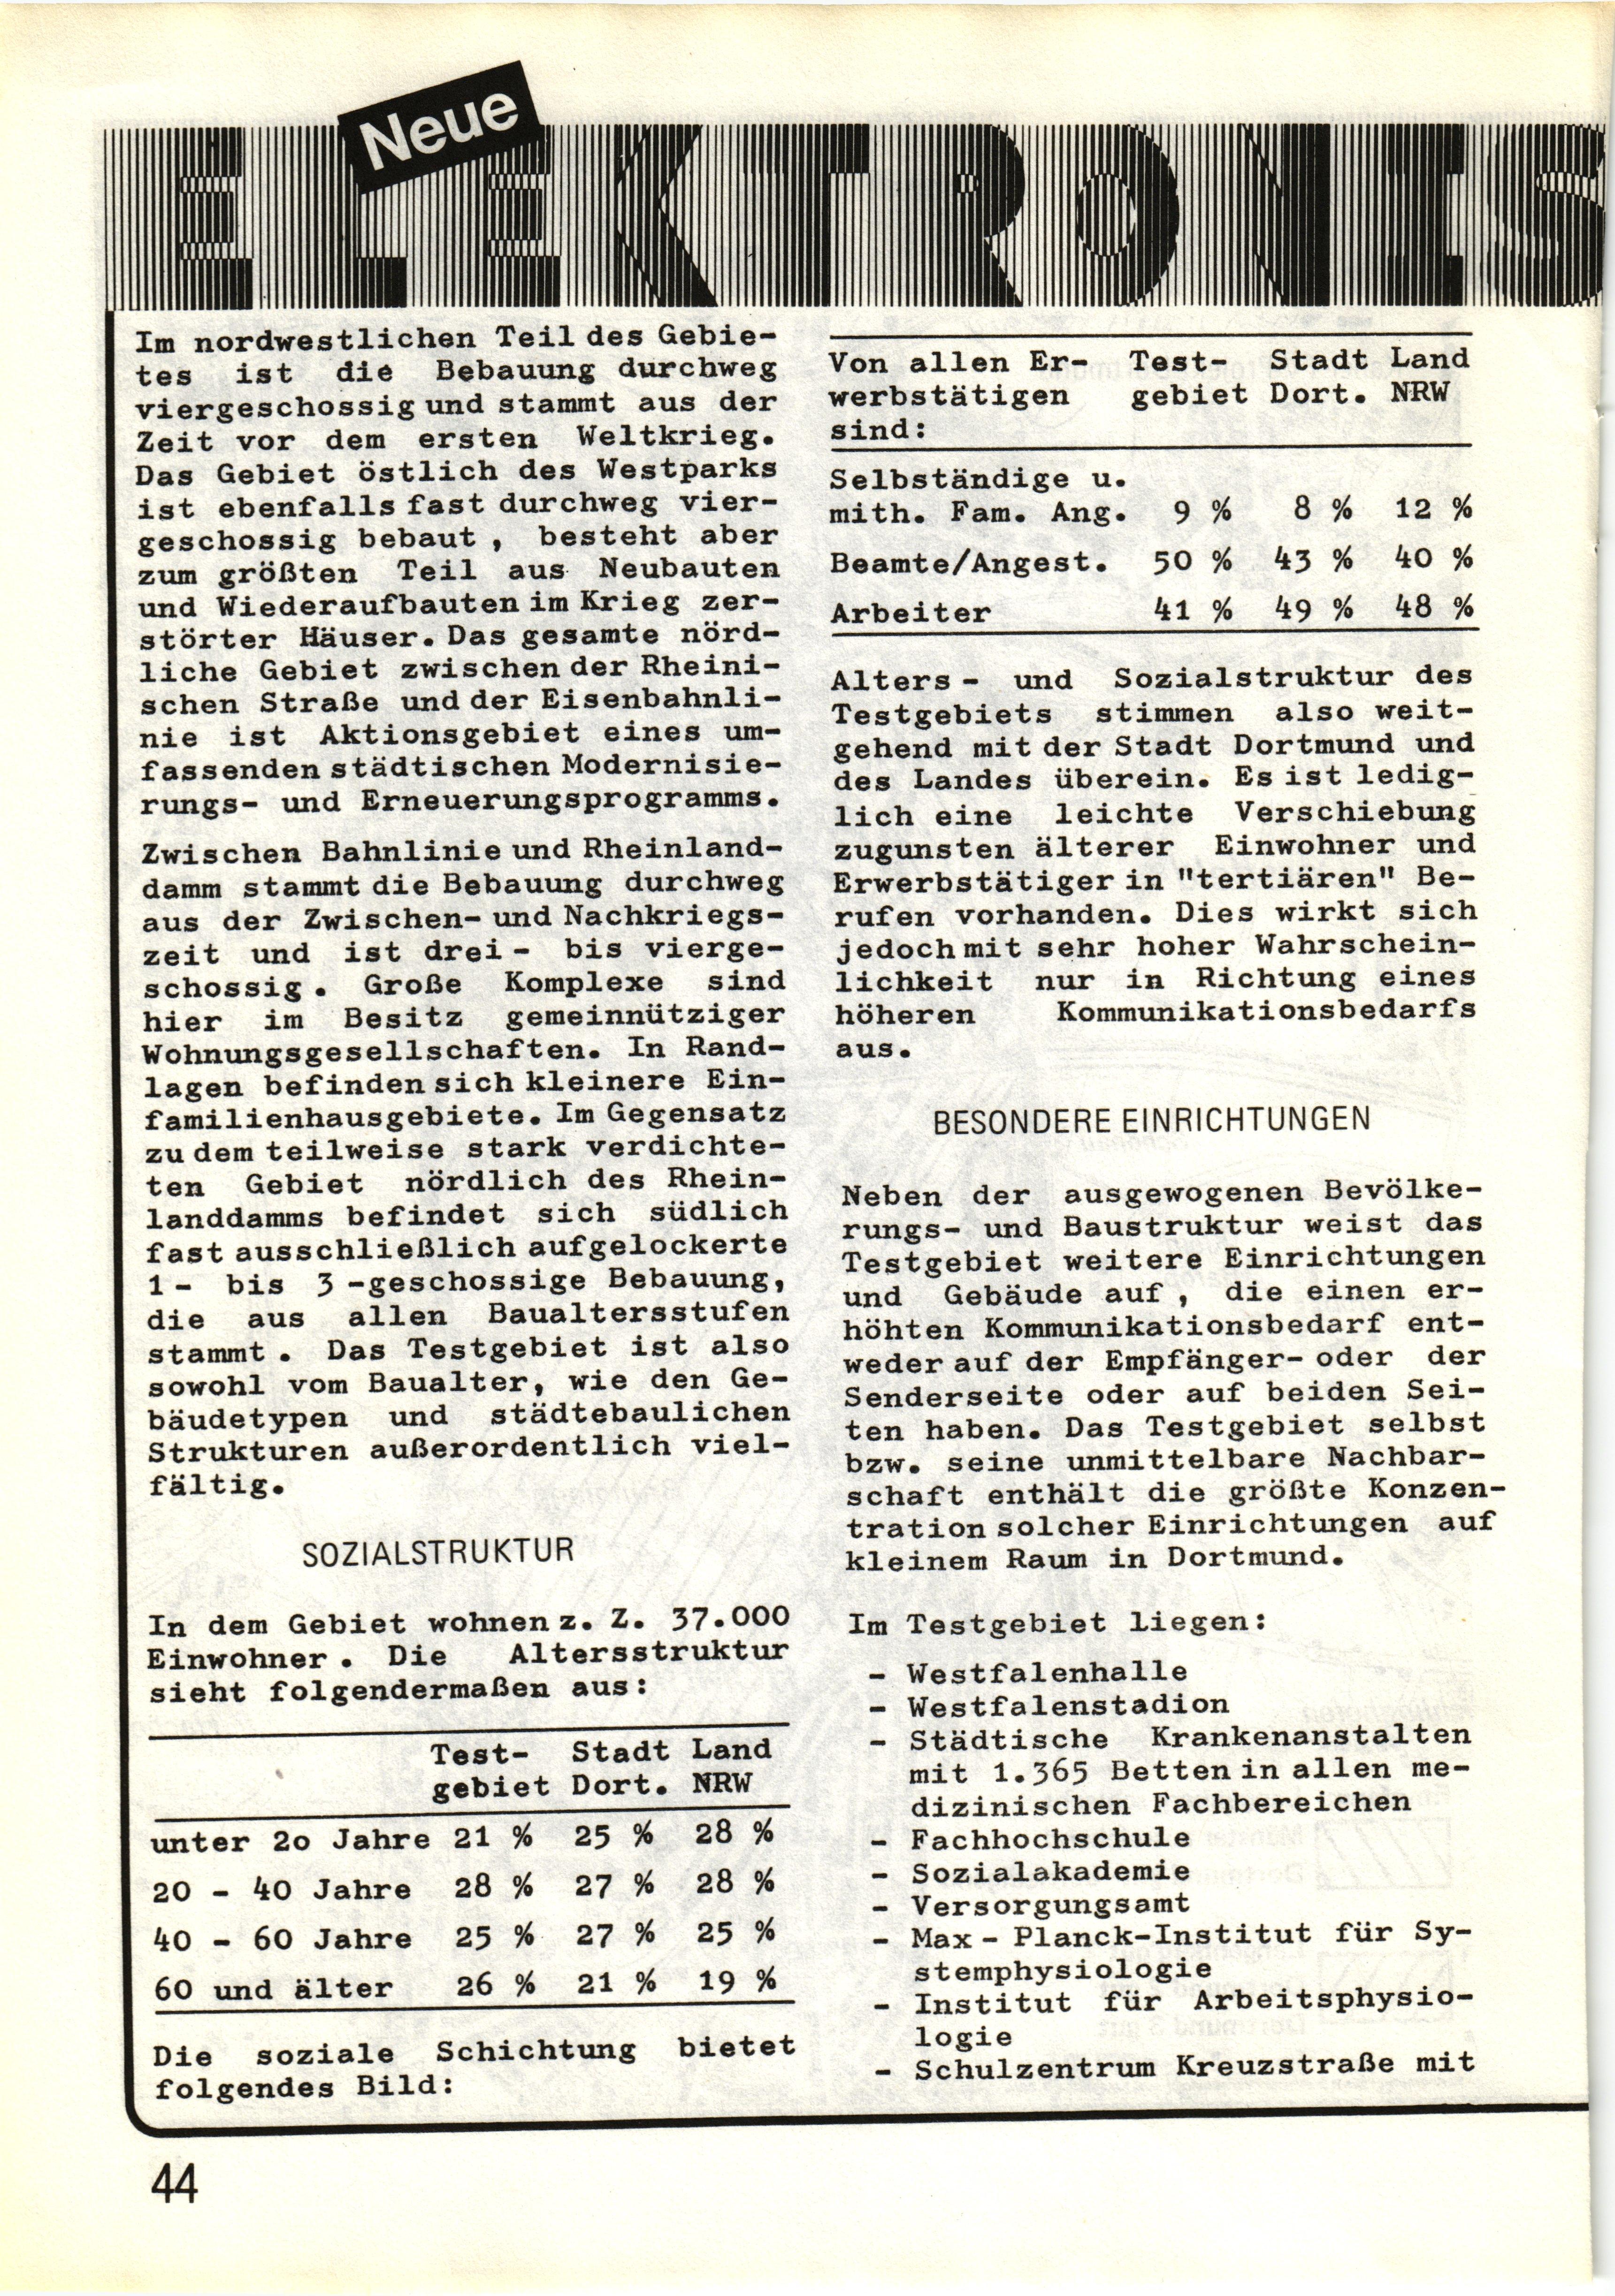 Neue
ELEKTRONIS
Im nordwestlichen Teil des Gebie-
tes ist die Bebauung durchweg
viergeschossig und stammt aus der
Zeit vor dem ersten Weltkrieg.
Das Gebiet östlich des Westparks
ist ebenfalls fast durchweg vier-
geschossig bebaut , besteht aber
zum größten Teil aus Neubauten
und Wiederaufbauten im Krieg zer-
störter Häuser. Das gesamte nörd-
liche Gebiet zwischen der Rheini-
schen Straße und der Eisenbahnli-
nie ist Aktionsgebiet eines um-
fassenden städtischen Modernisie-
rungs- und Erneuerungsprogramms.
Zwischen Bahnlinie und Rheinland-
damm stammt die Bebauung durchweg
aus der Zwischen- und Nachkriegs-
zeit und ist drei - bis vierge-
schossig . Große Komplexe sind
hier im Besitz gemeinnütziger
Wohnungsgesellschaften. In Rand-
lagen befinden sich kleinere Ein-
familienhausgebiete. Im Gegensatz
zu dem teilweise stark verdichte-
ten Gebiet nördlich des Rhein-
landdamms befindet sich südlich
fast ausschließlich aufgelockerte
1 - bis 3 -geschossige Bebauung,
die aus allen Baualtersstufen
stammt . Das Testgebiet ist also
sowohl vom Baualter, wie den Ge-
bäudetypen und städtebaulichen
Strukturen außerordentlich viel-
fältig.
SOZIALSTRUKTUR
In dem Gebiet wohnen z. Z. 37.000
Einwohner . Die Altersstruktur
sieht folgendermaßen aus:
Test- Stadt Land
gebiet Dort. NRW
unter 2o Jahre 21 % 25 % 28 %
20 - 40 Jahre 28 % 27 % 28 %
40 - 60 Jahre 25 % 27 % 25 %
60 und älter 26 % 21 % 19 %
Die soziale Schichtung bietet
folgendes Bild:
Von allen Er- Test- Stadt Land
werbstätigen gebiet Dort. NRW
sind:
Selbständige u.
mith. Fam. Ang. 9 % 8 % 12 %
Beamte/Angest. 50 % 43 % 40 %
Arbeiter 41 % 49 % 48 %
Alters - und Sozialstruktur des
Testgebiets stimmen also weit-
gehend mit der Stadt Dortmund und
des Landes überein. Es ist ledig-
lich eine leichte Verschiebung
zugunsten älterer Einwohner und
Erwerbstätiger in "tertiären" Be-
rufen vorhanden. Dies wirkt sich
jedoch mit sehr hoher Wahrschein-
lichkeit nur in Richtung eines
höheren Kommunikationsbedarfs
aus.
BESONDERE EINRICHTUNGEN
Neben der ausgewogenen Bevölke-
rungs- und Baustruktur weist das
Testgebiet weitere Einrichtungen
und Gebäude auf , die einen er-
höhten Kommunikationsbedarf ent-
weder auf der Empfänger- oder der
Senderseite oder auf beiden Sei-
ten haben. Das Testgebiet selbst
bzw. seine unmittelbare Nachbar-
schaft enthält die größte Konzen-
tration solcher Einrichtungen auf
kleinem Raum in Dortmund.
Im Testgebiet liegen:
- Westfalenhalle
- Westfalenstadion
- Städtische Krankenanstalten
mit 1.365 Betten in allen me-
dizinischen Fachbereichen
- Fachhochschule
- Sozialakademie
- Versorgungsamt
- Max - Planck-Institut für Sy-
stemphysiologie
- Institut für Arbeitsphysio-
logie
- Schulzentrum Kreuzstraße mit
44